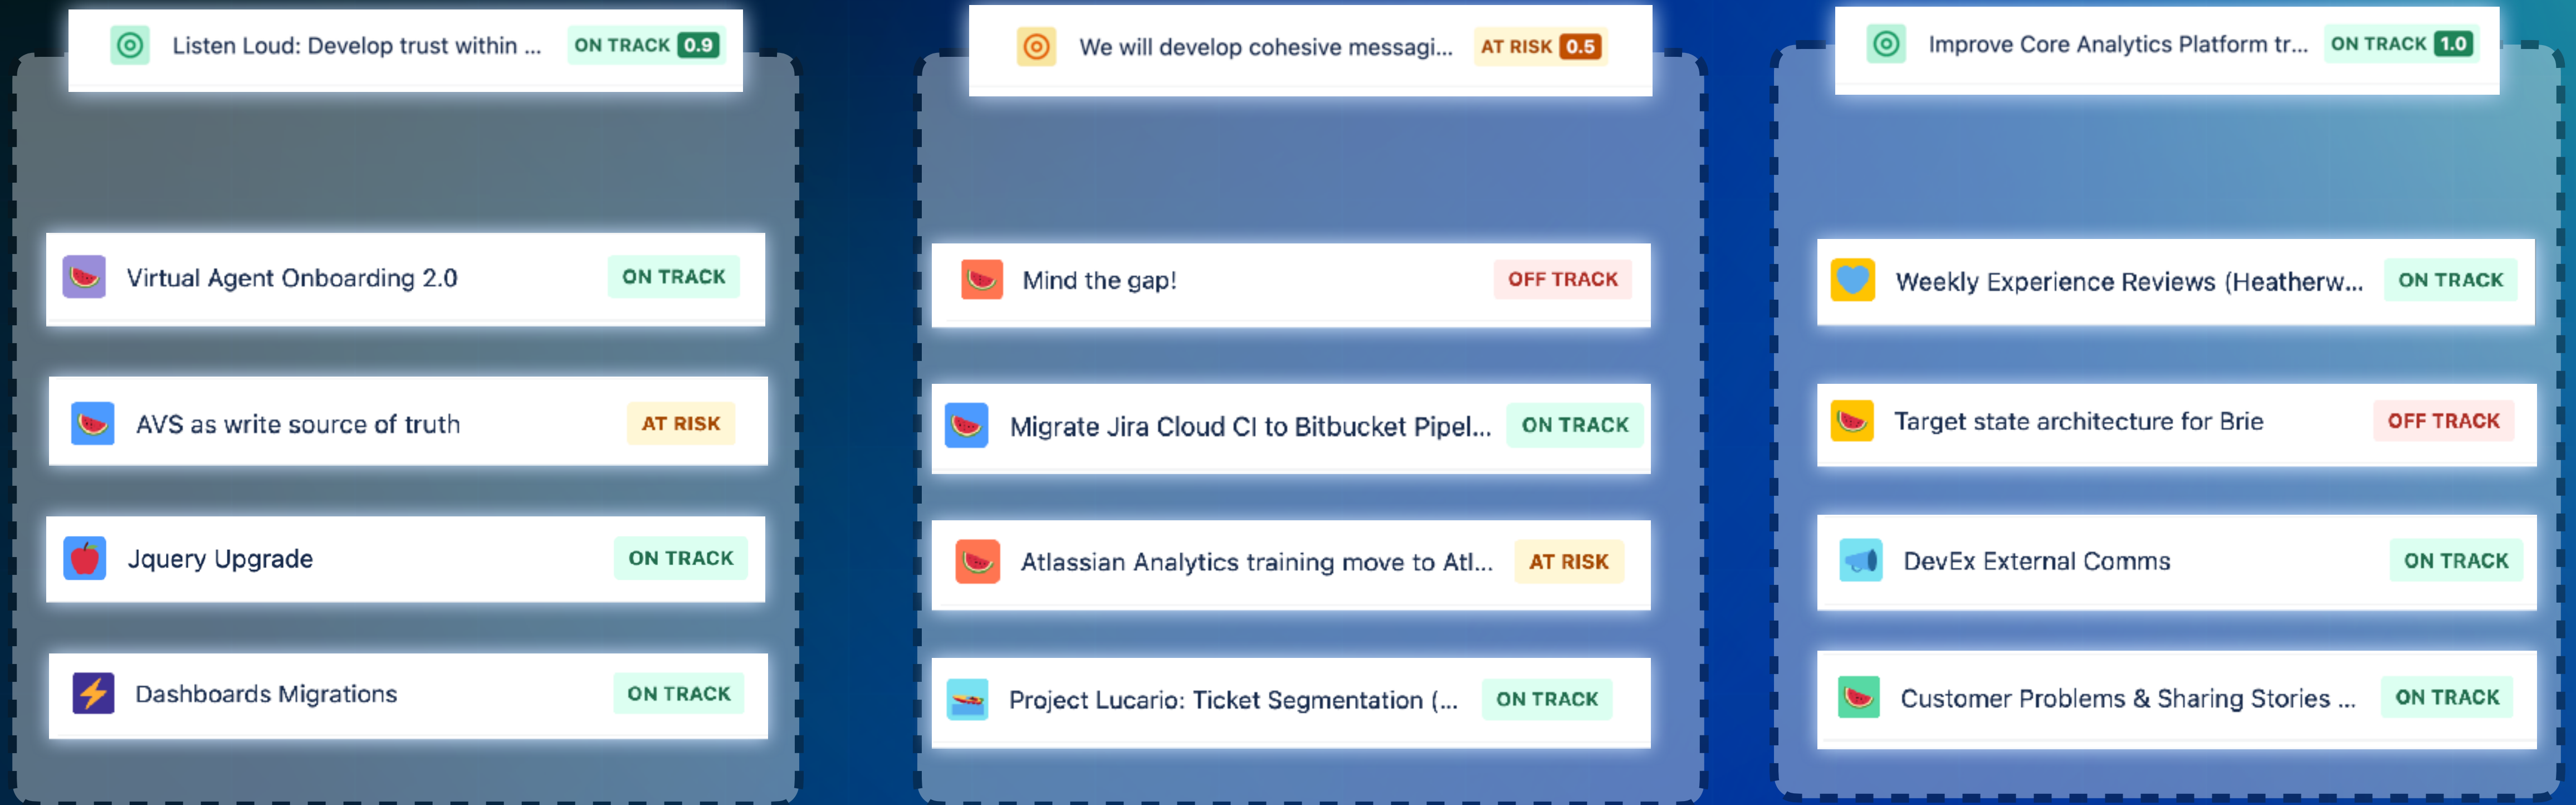 Listen Loud: Develop trust within ... ON TRACK 0.9
Virtual Agent Onboarding 2.0 ON TRACK
AVS as write source of truth AT RISK
Jquery Upgrade ON TRACK
Dashboards Migrations ON TRACK
We will develop cohesive messagi... AT RISK 0.5
Mind the gap! OFF TRACK
Migrate Jira Cloud CI to Bitbucket Pipel... ON TRACK
Atlassian Analytics training move to Atl... AT RISK
Project Lucario: Ticket Segmentation (... ON TRACK
Improve Core Analytics Platform tr... ON TRACK 1.0
Weekly Experience Reviews (Heatherw... ON TRACK
Target state architecture for Brie OFF TRACK
DevEx External Comms ON TRACK
Customer Problems & Sharing Stories ... ON TRACK